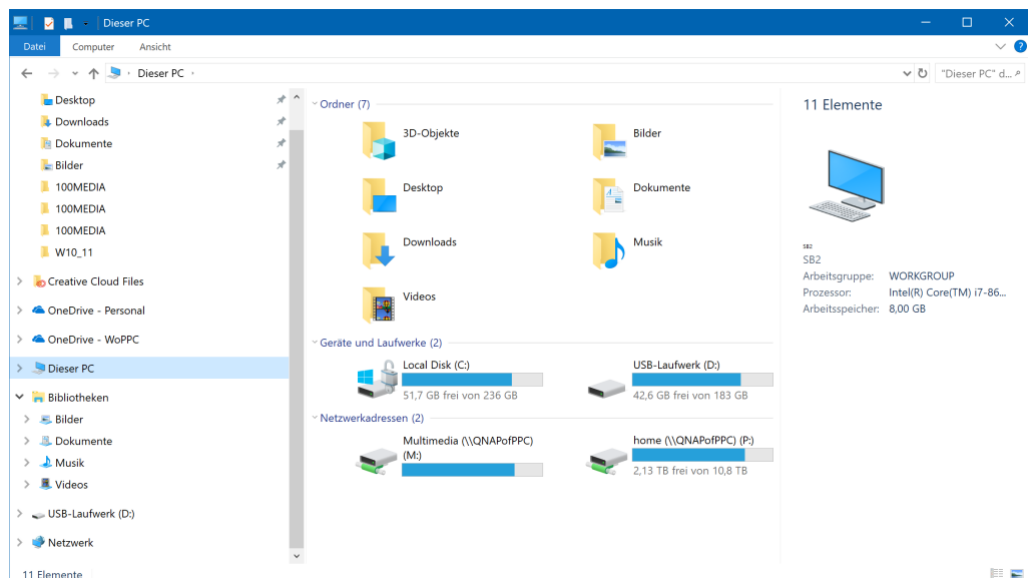 Dieser PC
Datei Computer Ansicht
Dieser PC
"Dieser PC" d...
Desktop
Downloads
Dokumente
Bilder
100MEDIA
100MEDIA
100MEDIA
W10_11
Creative Cloud Files
OneDrive - Personal
OneDrive - WoPPC
Dieser PC
Bibliotheken
Bilder
Dokumente
Musik
Videos
USB-Laufwerk (D:)
Netzwerk
11 Elemente
Ordner (7)
3D-Objekte
Bilder
Desktop
Dokumente
Downloads
Musik
Videos
Geräte und Laufwerke (2)
Local Disk (C:)
51,7 GB frei von 236 GB
USB-Laufwerk (D:)
42,6 GB frei von 183 GB
Netzwerkadressen (2)
Multimedia (\\QNAPofPPC)
(M:)
home (\\QNAPofPPC) (P:)
2,13 TB frei von 10,8 TB
11 Elemente
SB2
SB2
Arbeitsgruppe: WORKGROUP
Prozessor: Intel(R) Core(TM) i7-86...
Arbeitsspeicher: 8,00 GB